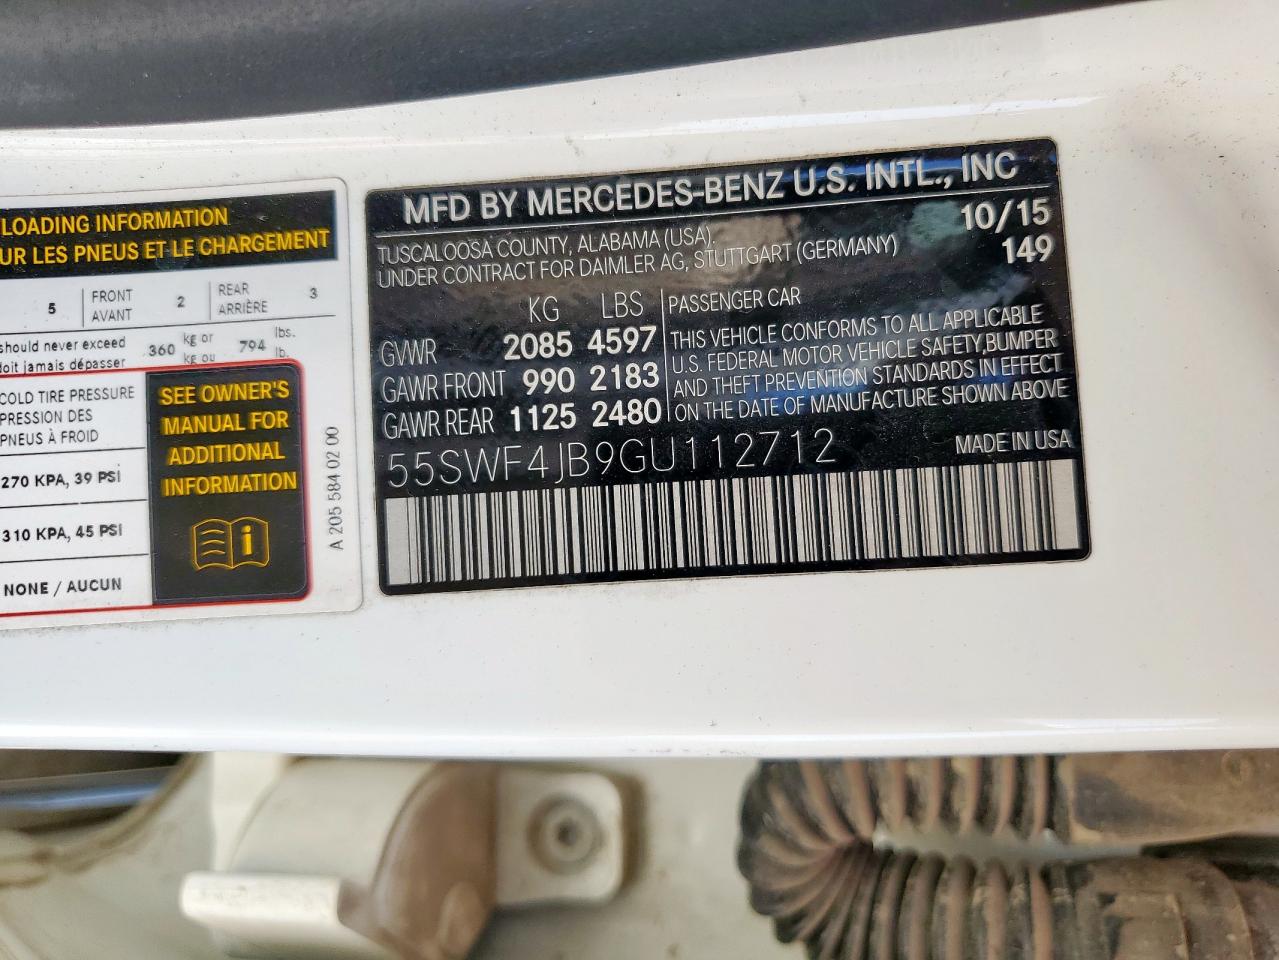 LOADING INFORMATION
UR LES PNEUS ET LE CHARGEMENT
5 FRONT AVANT 2 REAR ARRIÈRE 3
should never exceed 360 kg or 794 lbs.
doit jamais dépasser kg ou lb.
COLD TIRE PRESSURE
PRESSION DES
PNEUS À FROID
270 KPA, 39 PSI
310 KPA, 45 PSI
NONE / AUCUN
SEE OWNER'S
MANUAL FOR
ADDITIONAL
INFORMATION
i
A 205 584 02 00
MFD BY MERCEDES-BENZ U.S. INTL., INC
TUSCALOOSA COUNTY, ALABAMA (USA). 10/15
UNDER CONTRACT FOR DAIMLER AG, STUTTGART (GERMANY) 149
KG LBS
GVWR 2085 4597
GAWR FRONT 990 2183
GAWR REAR 1125 2480
PASSENGER CAR
THIS VEHICLE CONFORMS TO ALL APPLICABLE
U.S. FEDERAL MOTOR VEHICLE SAFETY, BUMPER
AND THEFT PREVENTION STANDARDS IN EFFECT
ON THE DATE OF MANUFACTURE SHOWN ABOVE
55SWF4JB9GU112712
MADE IN USA